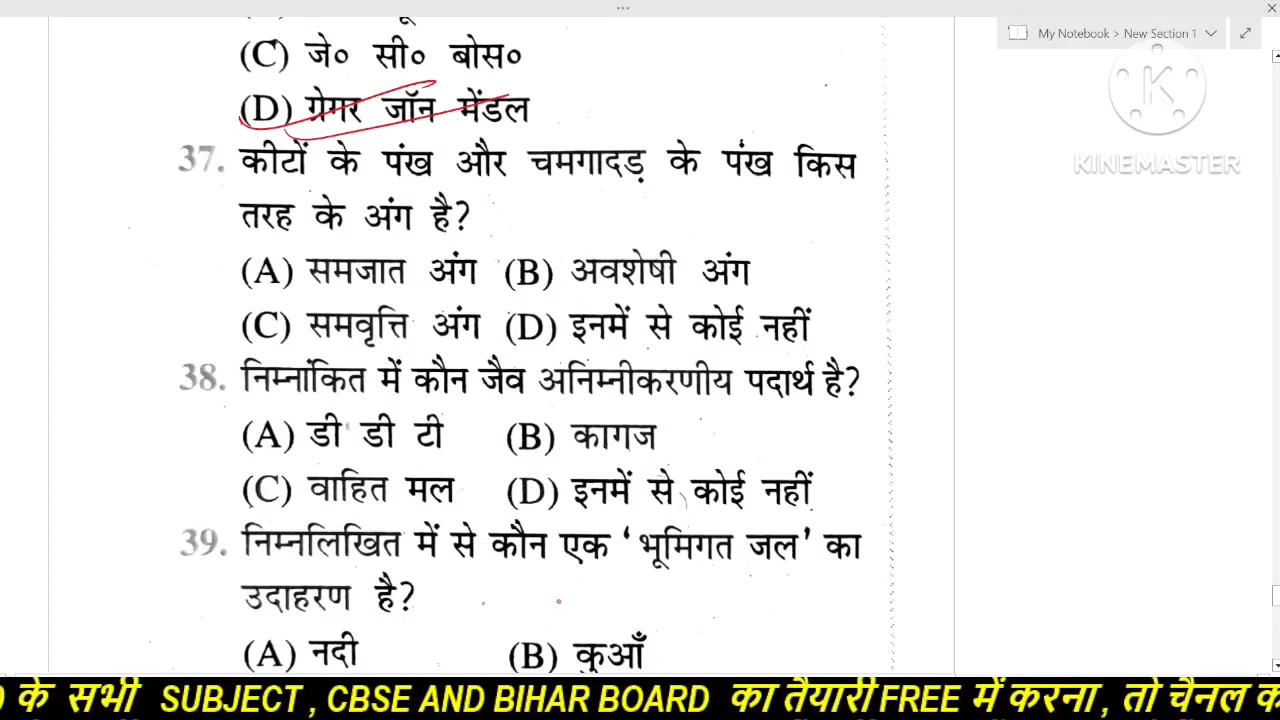 My Notebook > New Section 1
(C) जे० सी० बोस०
(D) ग्रेगर जॉन मेंडल
KINEMASTER
37. कीटों के पंख और चमगादड़ के पंख किस
तरह के अंग है?
(A) समजात अंग (B) अवशेषी अंग
(C) समवृत्ति अंग (D) इनमें से कोई नहीं
38. निम्नांकित में कौन जैव अनिम्नीकरणीय पदार्थ है?
(A) डी डी टी (B) कागज
(C) वाहित मल (D) इनमें से कोई नहीं
39. निम्नलिखित में से कौन एक ‘भूमिगत जल’ का
उदाहरण है?
(A) नदी (B) कुआँ
के सभी SUBJECT , CBSE AND BIHAR BOARD का तैयारी FREE में करना , तो चैनल